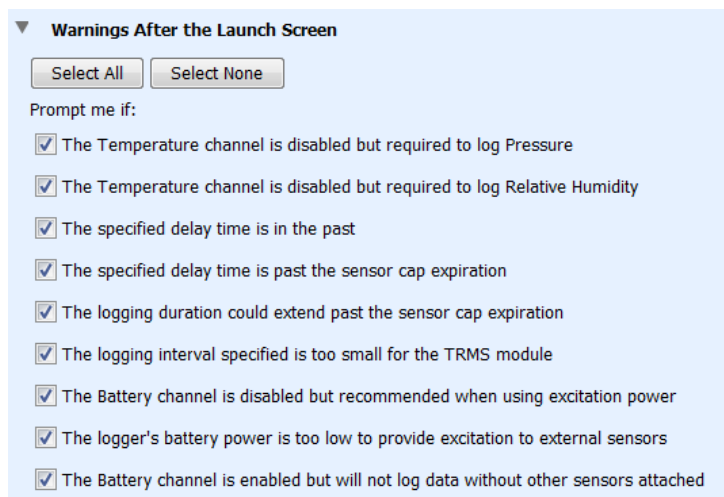 Warnings After the Launch Screen
Select All Select None
Prompt me if:
The Temperature channel is disabled but required to log Pressure
The Temperature channel is disabled but required to log Relative Humidity
The specified delay time is in the past
The specified delay time is past the sensor cap expiration
The logging duration could extend past the sensor cap expiration
The logging interval specified is too small for the TRMS module
The Battery channel is disabled but recommended when using excitation power
The logger's battery power is too low to provide excitation to external sensors
The Battery channel is enabled but will not log data without other sensors attached